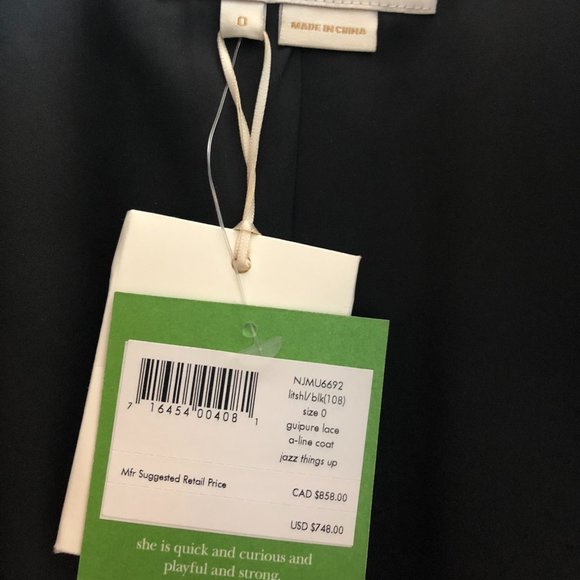 0
MADE IN CHINA
NJMU6692
litshl/blk(108)
size 0
guipure lace
a-line coat
jazz things up
7 16454 00408 1
Mfr Suggested Retail Price
CAD $858.00
USD $748.00
she is quick and curious and
playful and strong.